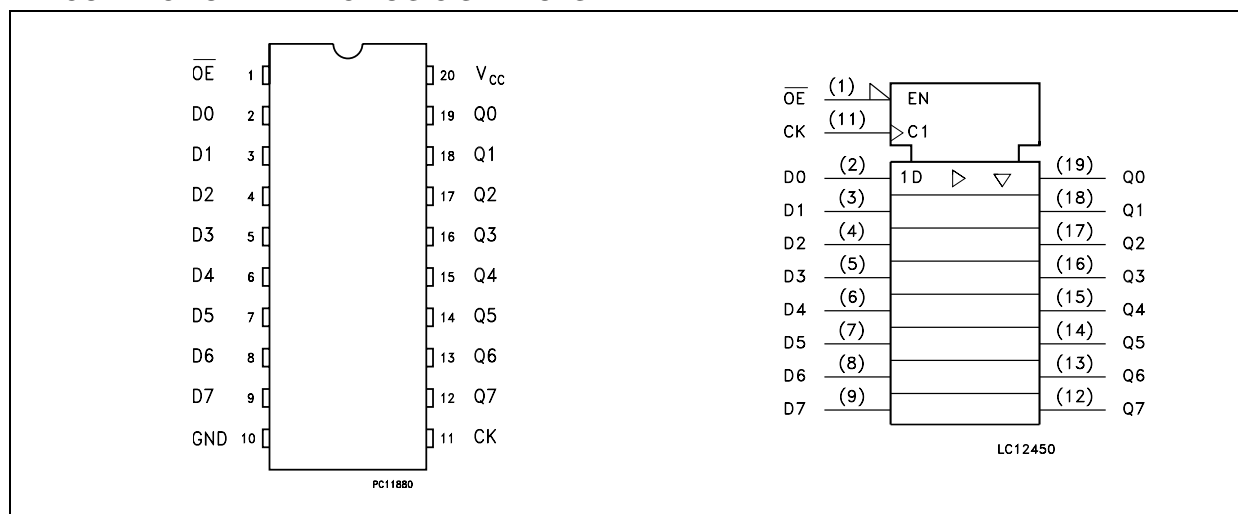 OE 1 20 VCC
D0 2 19 Q0
D1 3 18 Q1
D2 4 17 Q2
D3 5 16 Q3
D4 6 15 Q4
D5 7 14 Q5
D6 8 13 Q6
D7 9 12 Q7
GND 10 11 CK
PC11880
OE (1) EN
CK (11) C1
D0 (2) 1D (19) Q0
D1 (3) (18) Q1
D2 (4) (17) Q2
D3 (5) (16) Q3
D4 (6) (15) Q4
D5 (7) (14) Q5
D6 (8) (13) Q6
D7 (9) (12) Q7
LC12450